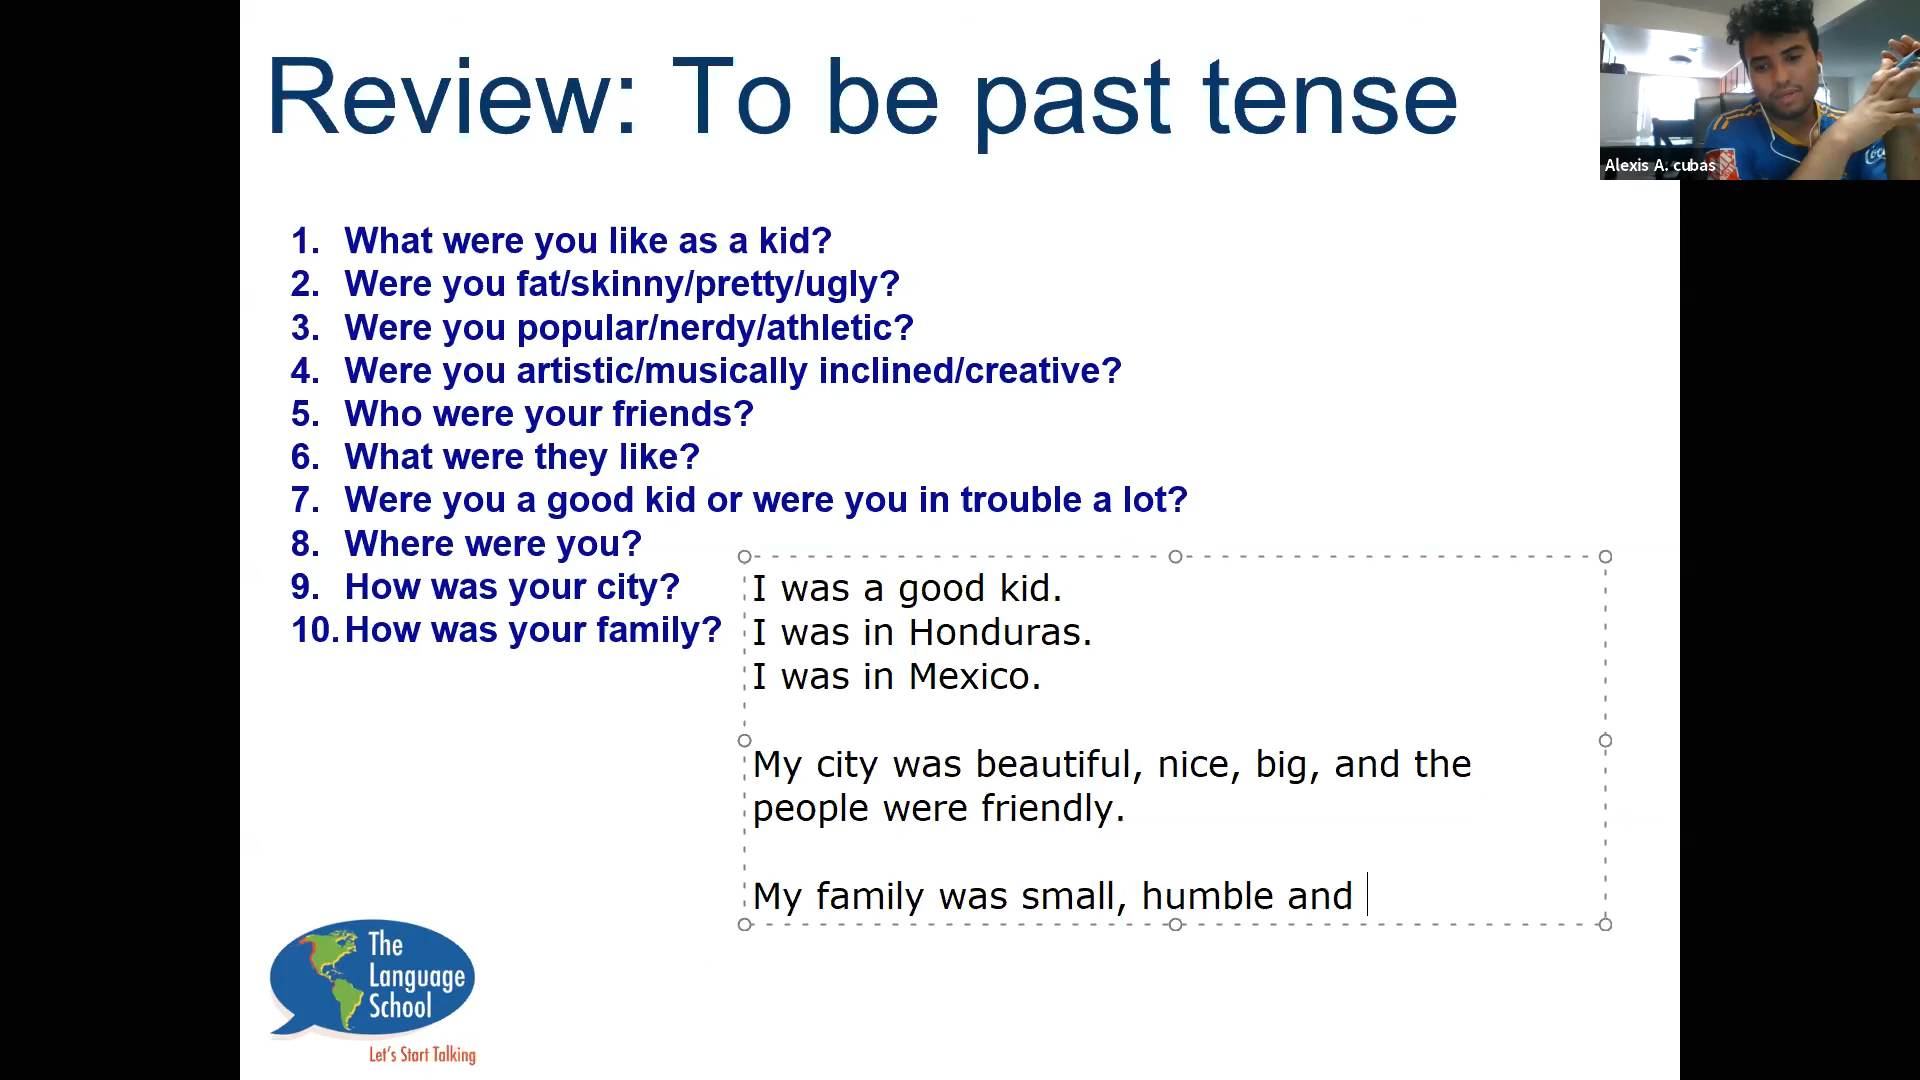 Review: To be past tense
Alexis A. cubas
1. What were you like as a kid?
2. Were you fat/skinny/pretty/ugly?
3. Were you popular/nerdy/athletic?
4. Were you artistic/musically inclined/creative?
5. Who were your friends?
6. What were they like?
7. Were you a good kid or were you in trouble a lot?
8. Where were you?
9. How was your city?
10. How was your family?
I was a good kid.
I was in Honduras.
I was in Mexico.
My city was beautiful, nice, big, and the
people were friendly.
My family was small, humble and
The
Language
School
Let's Start Talking